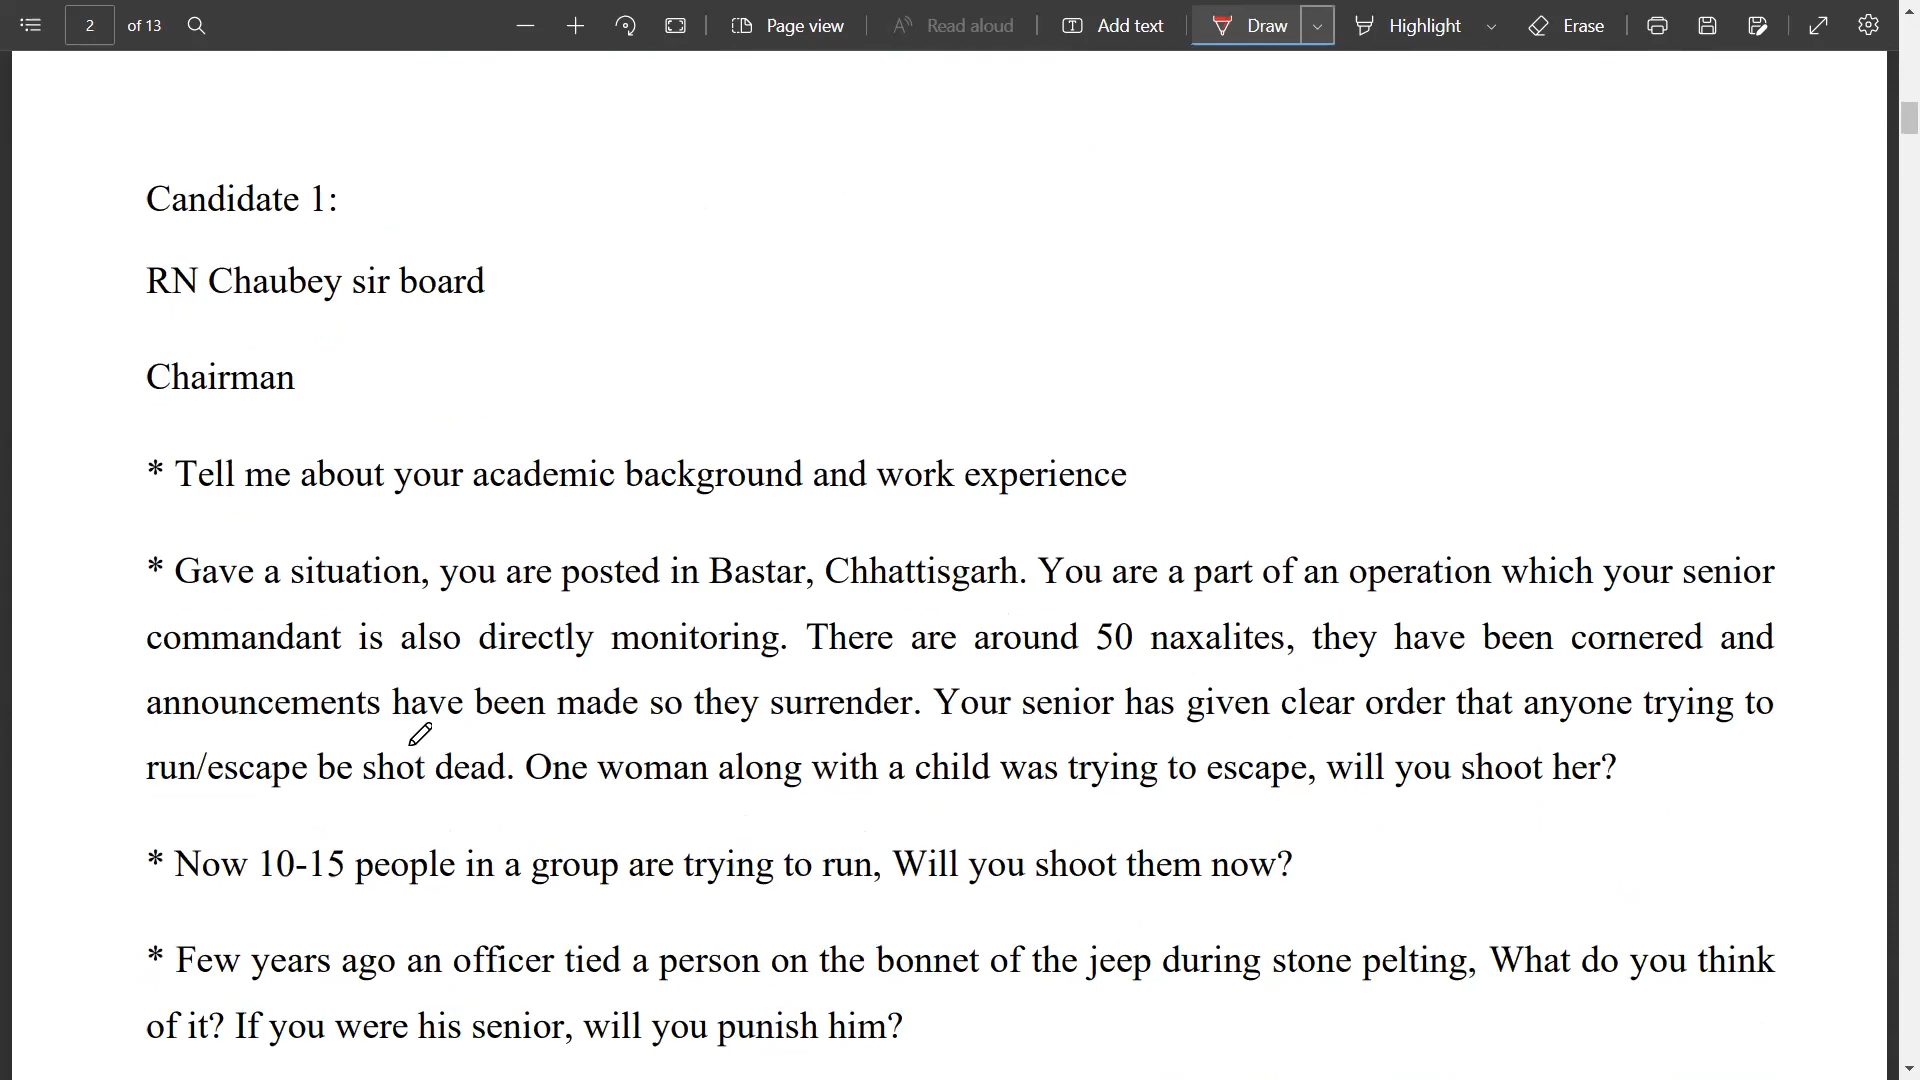 2 of 13 Page view Read aloud Add text Draw Highlight Erase
Candidate 1:
RN Chaubey sir board
Chairman
* Tell me about your academic background and work experience
* Gave a situation, you are posted in Bastar, Chhattisgarh. You are a part of an operation which your senior
commandant is also directly monitoring. There are around 50 naxalites, they have been cornered and
announcements have been made so they surrender. Your senior has given clear order that anyone trying to
run/escape be shot dead. One woman along with a child was trying to escape, will you shoot her?
* Now 10-15 people in a group are trying to run, Will you shoot them now?
* Few years ago an officer tied a person on the bonnet of the jeep during stone pelting, What do you think
of it? If you were his senior, will you punish him?